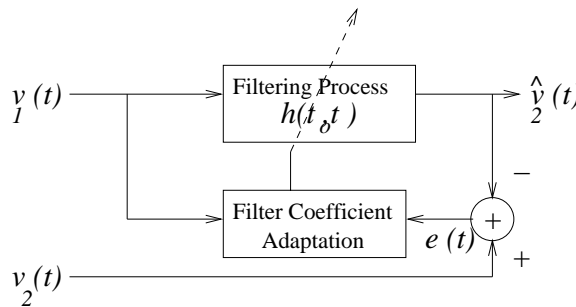 Filtering Process
v1(t)
v̂2(t)
h(t0,t)
−
Filter Coefficient
Adaptation
+
e(t)
+
v2(t)